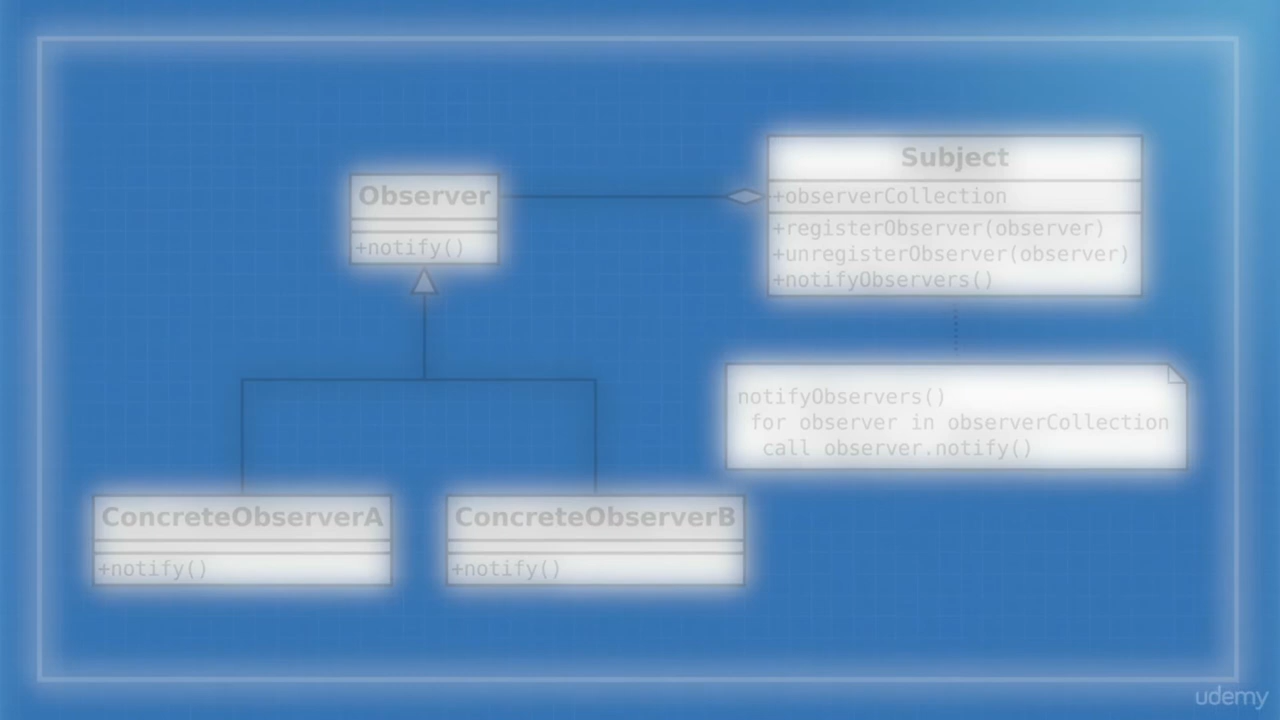 Observer
+notify()
Subject
+observerCollection
+registerObserver(observer)
+unregisterObserver(observer)
+notifyObservers()
notifyObservers()
for observer in observerCollection
call observer.notify()
ConcreteObserverA
+notify()
ConcreteObserverB
+notify()
udemy